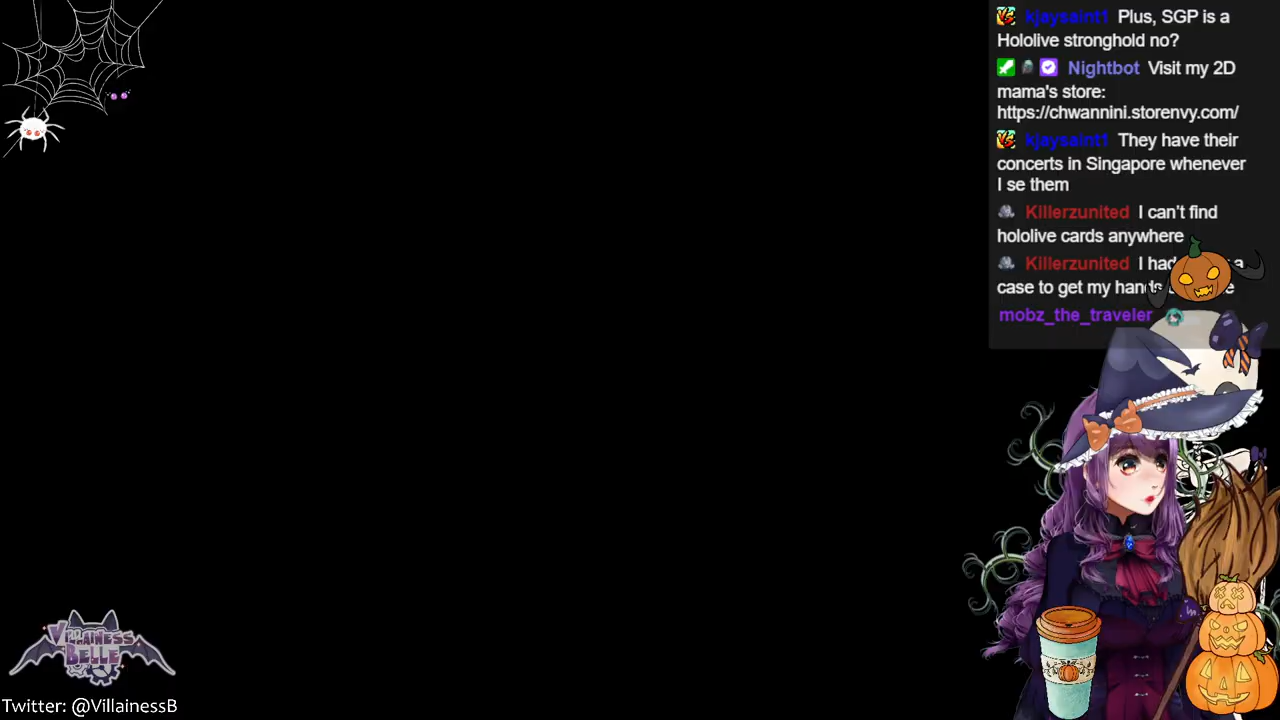 kjaysaint1 Plus, SGP is a
Hololive stronghold no?
Nightbot Visit my 2D
mama's store:
https://chwannini.storenvy.com/
kjaysaint1 They have their
concerts in Singapore whenever
I se them
Killerzunited I can't find
hololive cards anywhere
Killerzunited I had a
case to get my hands
mobz_the_traveler
VILLAINESS
BELLE
Twitter: @VillainessB